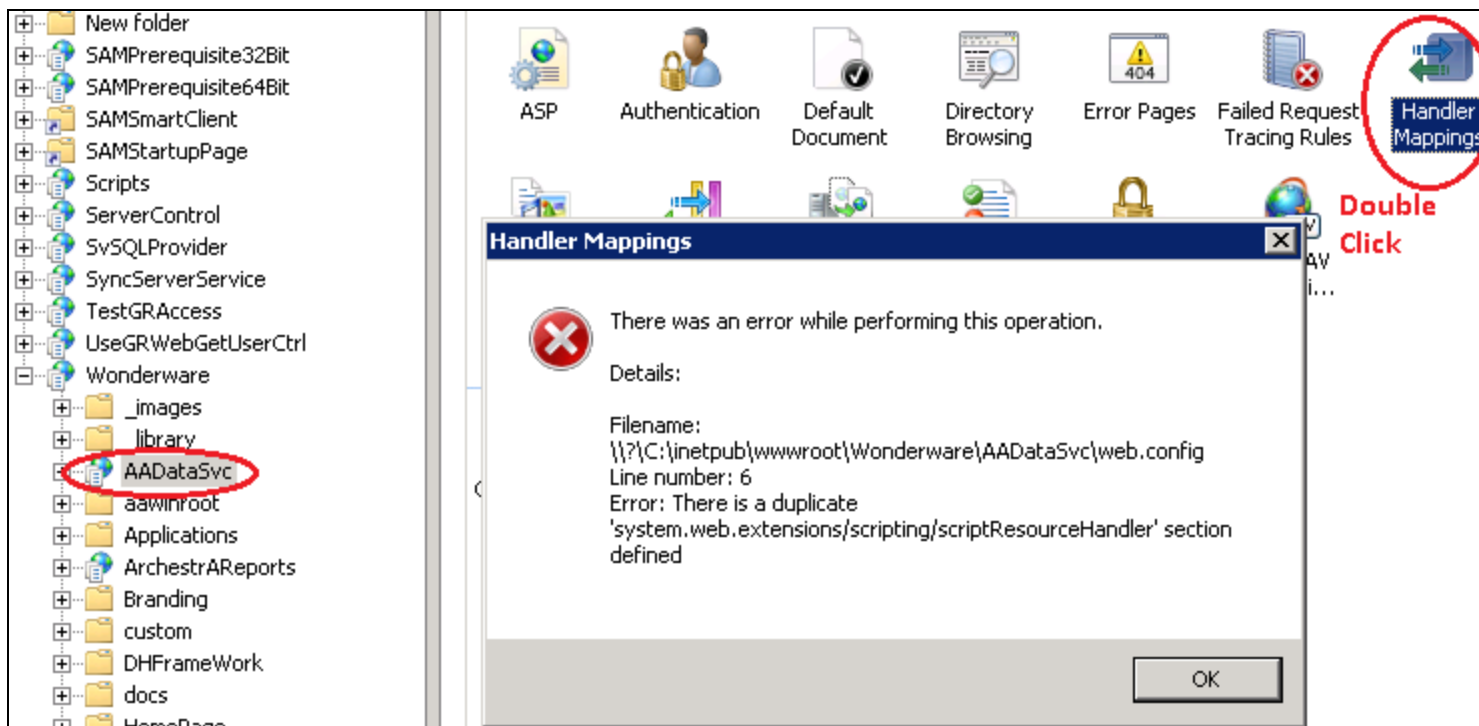 New folder
SAMPrerequisite32Bit
SAMPrerequisite64Bit
SAMSmartClient
SAMStartupPage
Scripts
ServerControl
SvSQLProvider
SyncServerService
TestGRAccess
UseGRWebGetUserCtrl
Wonderware
_images
_library
AADataSvc
aawinroot
Applications
ArchestrAReports
Branding
custom
DHFrameWork
docs
HomePage
ASP
Authentication
Default
Document
Directory
Browsing
404
Error Pages
Failed Request
Tracing Rules
Handler
Mappings
Double
Click
AV
i...
Handler Mappings
There was an error while performing this operation.
Details:
Filename:
\\?\C:\inetpub\wwwroot\Wonderware\AADataSvc\web.config
Line number: 6
Error: There is a duplicate
'system.web.extensions/scripting/scriptResourceHandler' section
defined
OK